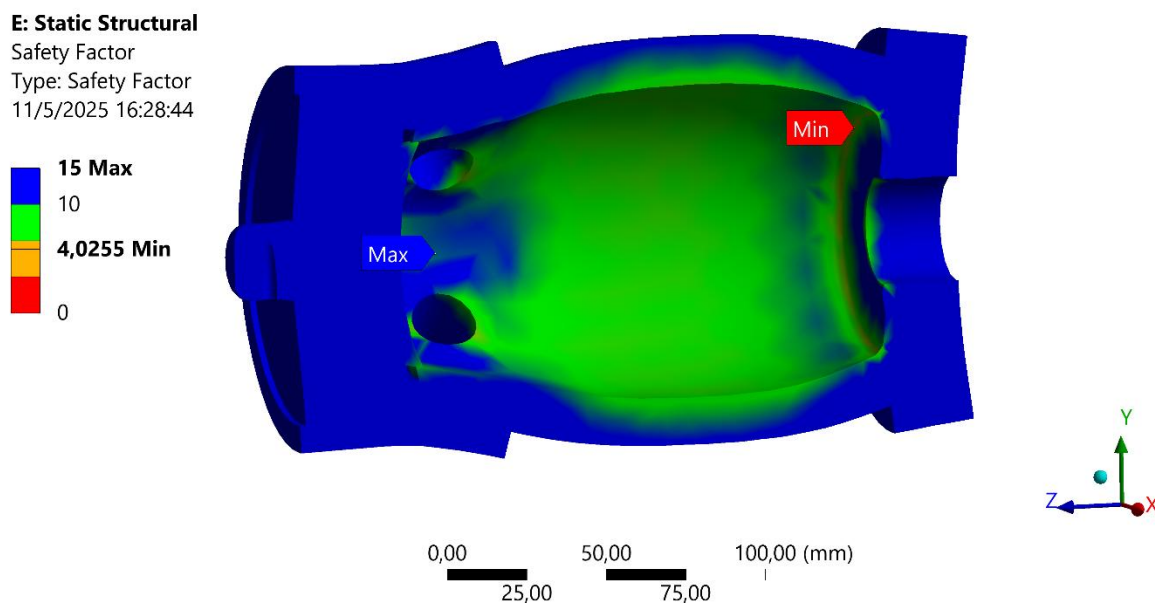 E: Static Structural
Safety Factor
Type: Safety Factor
11/5/2025 16:28:44
15 Max
10
4,0255 Min
0
Min
Max
Y
Z
X
0,00
50,00
100,00 (mm)
25,00
75,00